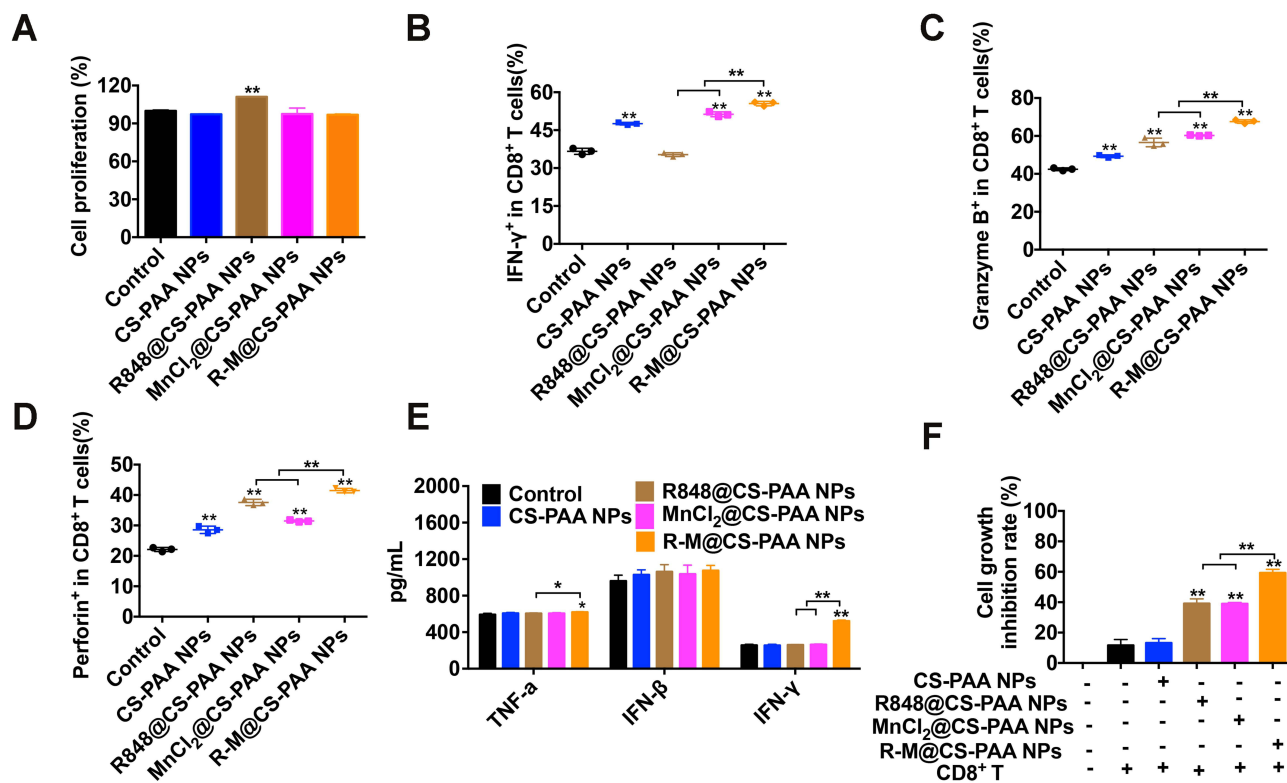 A
Cell proliferation (%)
120
90
60
30
0
**
Control
CS-PAA NPs
R848@CS-PAA NPs
MnCl₂@CS-PAA NPs
R-M@CS-PAA NPs
B
IFN-γ⁺ in CD8⁺ T cells(%)
60
45
30
15
0
**
**
**
**
Control
CS-PAA NPs
R848@CS-PAA NPs
MnCl₂@CS-PAA NPs
R-M@CS-PAA NPs
C
Granzyme B⁺ in CD8⁺ T cells(%)
80
60
40
20
0
**
**
**
**
**
Control
CS-PAA NPs
R848@CS-PAA NPs
MnCl₂@CS-PAA NPs
R-M@CS-PAA NPs
D
Perforin⁺ in CD8⁺ T cells(%)
50
40
30
20
10
0
**
**
**
**
**
Control
CS-PAA NPs
R848@CS-PAA NPs
MnCl₂@CS-PAA NPs
R-M@CS-PAA NPs
E
pg/mL
2000
1600
1200
800
400
0
Control
CS-PAA NPs
R848@CS-PAA NPs
MnCl₂@CS-PAA NPs
R-M@CS-PAA NPs
*
*
**
**
TNF-a
IFN-β
IFN-γ
F
Cell growth
inhibition rate (%)
100
80
60
40
20
0
**
**
**
**
CS-PAA NPs - - + - - -
R848@CS-PAA NPs - - - + - -
MnCl₂@CS-PAA NPs - - - - + -
R-M@CS-PAA NPs - - - - - +
CD8⁺ T - + + + + +